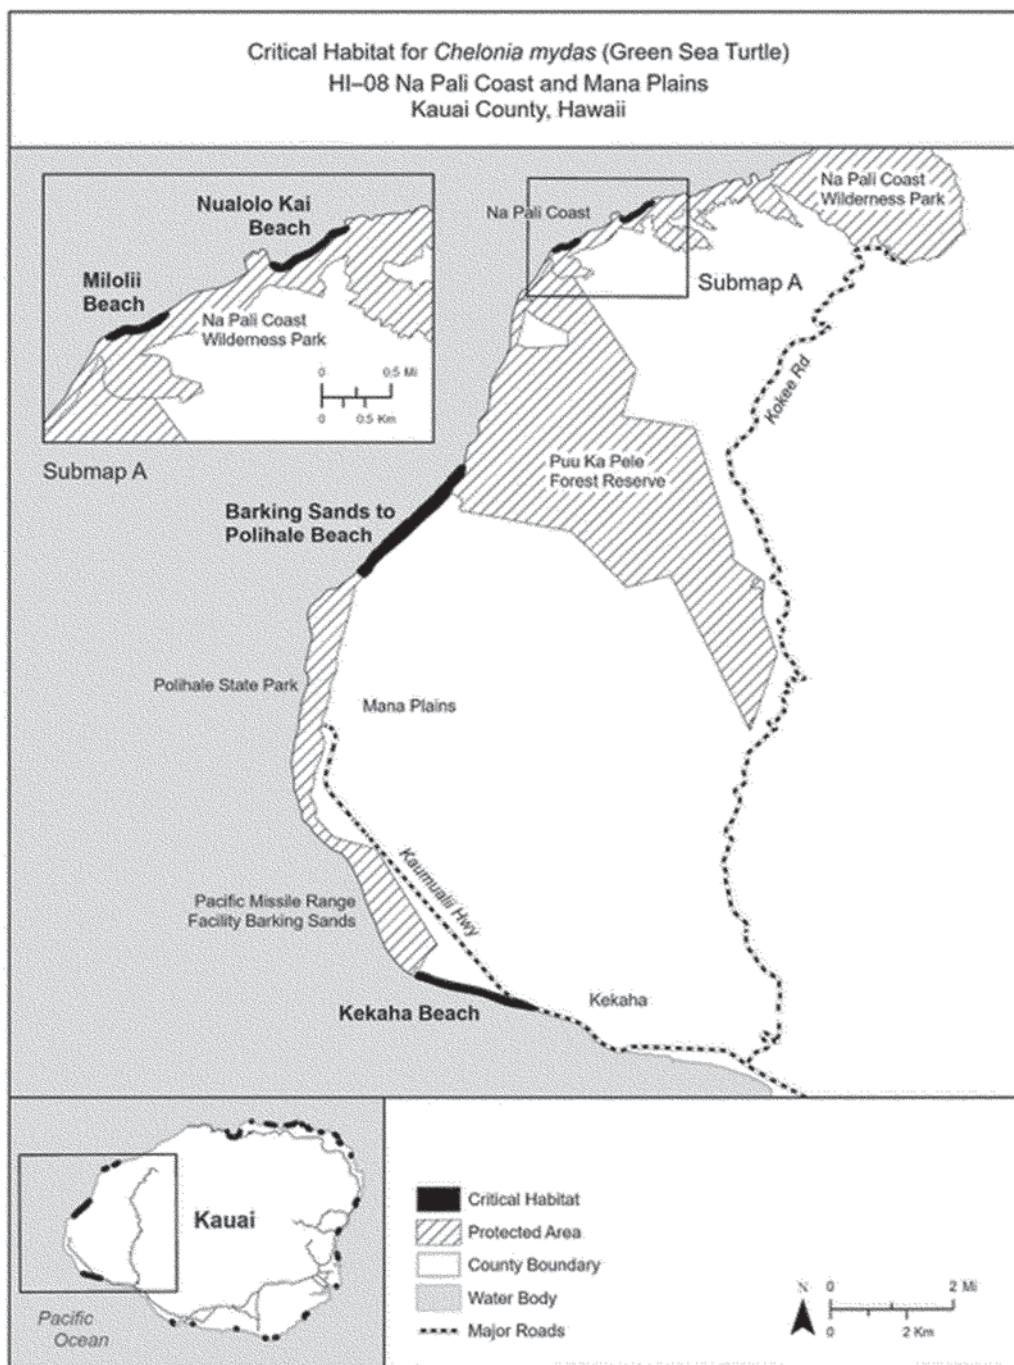 Critical Habitat for Chelonia mydas (Green Sea Turtle)
HI–08 Na Pali Coast and Mana Plains
Kauai County, Hawaii
Nualolo Kai
Beach
Milolii
Beach
Na Pali Coast
Wilderness Park
0 0.5 Mi
0 0.5 Km
Submap A
Na Pali Coast
Na Pali Coast
Wilderness Park
Submap A
Kokee Rd
Puu Ka Pele
Forest Reserve
Barking Sands to
Polihale Beach
Polihale State Park
Mana Plains
Kaumualii Hwy
Pacific Missile Range
Facility Barking Sands
Kekaha Beach
Kekaha
Kauai
Pacific
Ocean
Critical Habitat
Protected Area
County Boundary
Water Body
Major Roads
N
0 2 Mi
0 2 Km